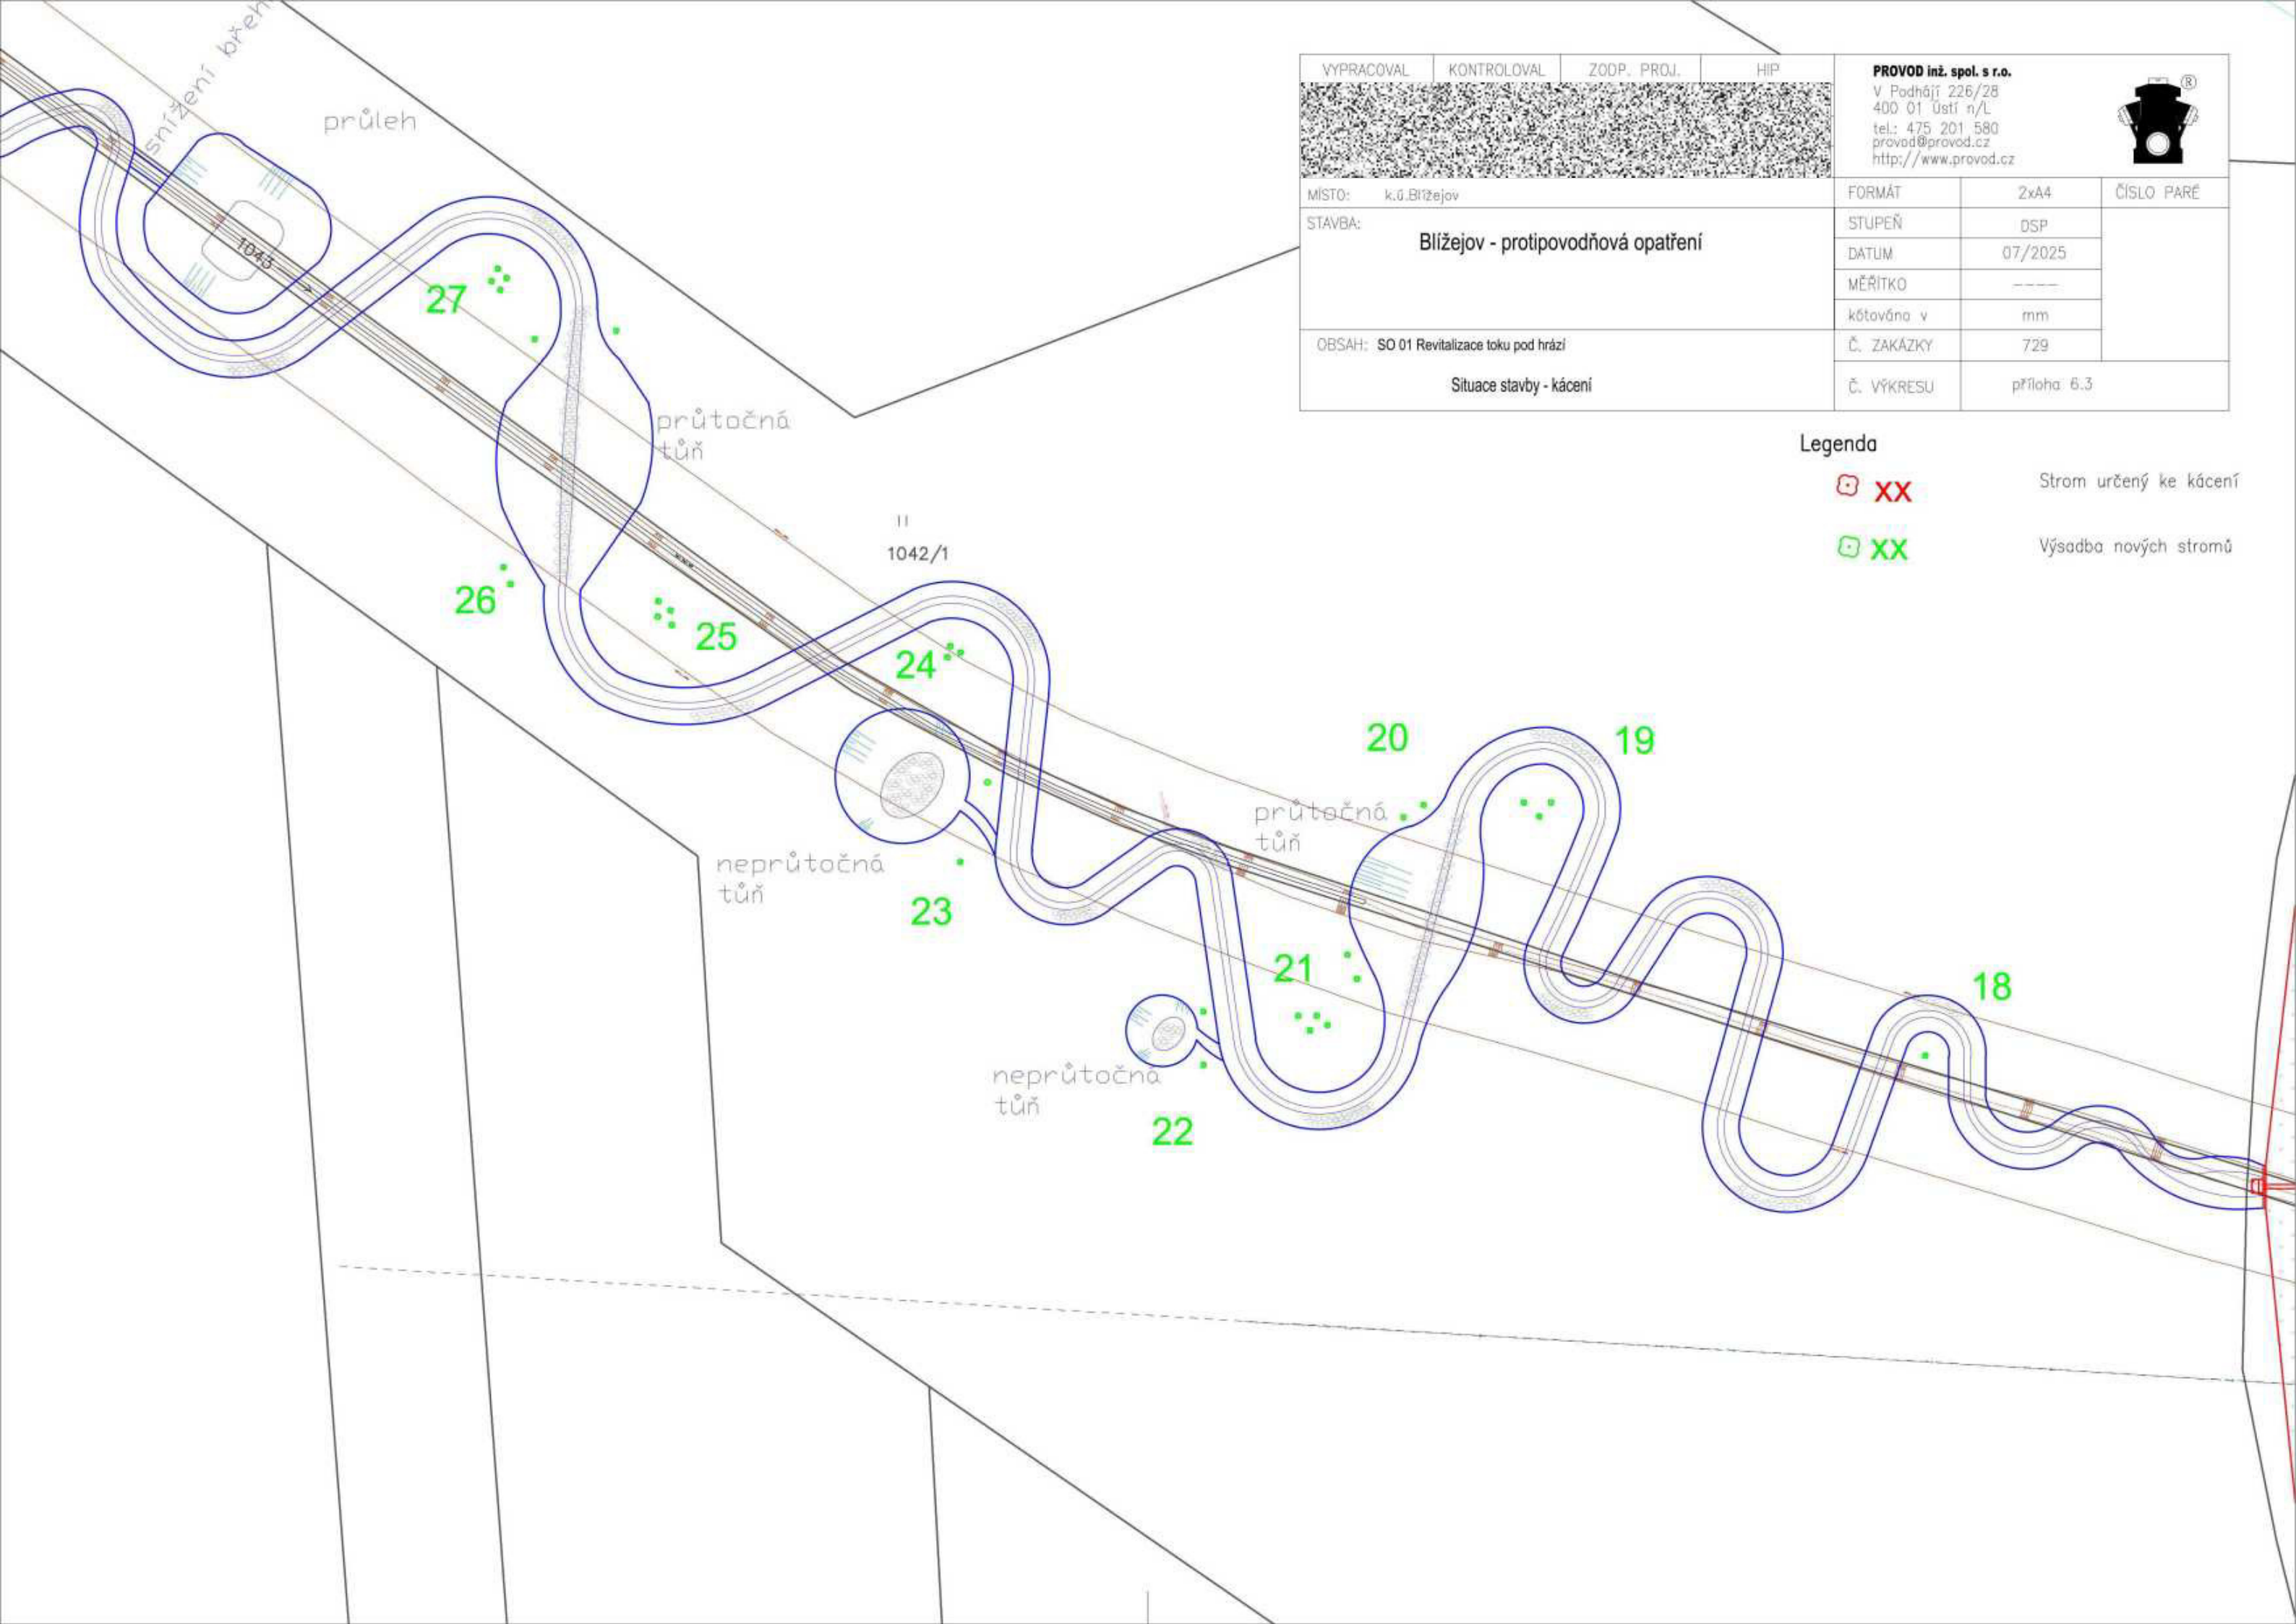 VYPRACOVAL KONTROLOVAL ZODP. PROJ. HIP
PROVOD inž. spol. s r.o.
V Podhájí 226/28
400 01 Ústí n/L
tel.: 475 201 580
provod@provod.cz
http://www.provod.cz
®
MÍSTO: k.ú.Blížejov
STAVBA:
Blížejov - protipovodňová opatření
OBSAH: SO 01 Revitalizace toku pod hrází
Situace stavby - kácení
FORMÁT 2xA4 ČÍSLO PARÉ
STUPEŇ DSP
DATUM 07/2025
MĚŘÍTKO ----
kótováno v mm
Č. ZAKÁZKY 729
Č. VÝKRESU příloha 6.3
Legenda
XX Strom určený ke kácení
XX Výsadba nových stromů
snížení břeh
průleh
1043
27
průtočná
tůň
1042/1
26
25
24
20
19
průtočná
tůň
neprůtočná
tůň
23
21
18
neprůtočná
tůň
22